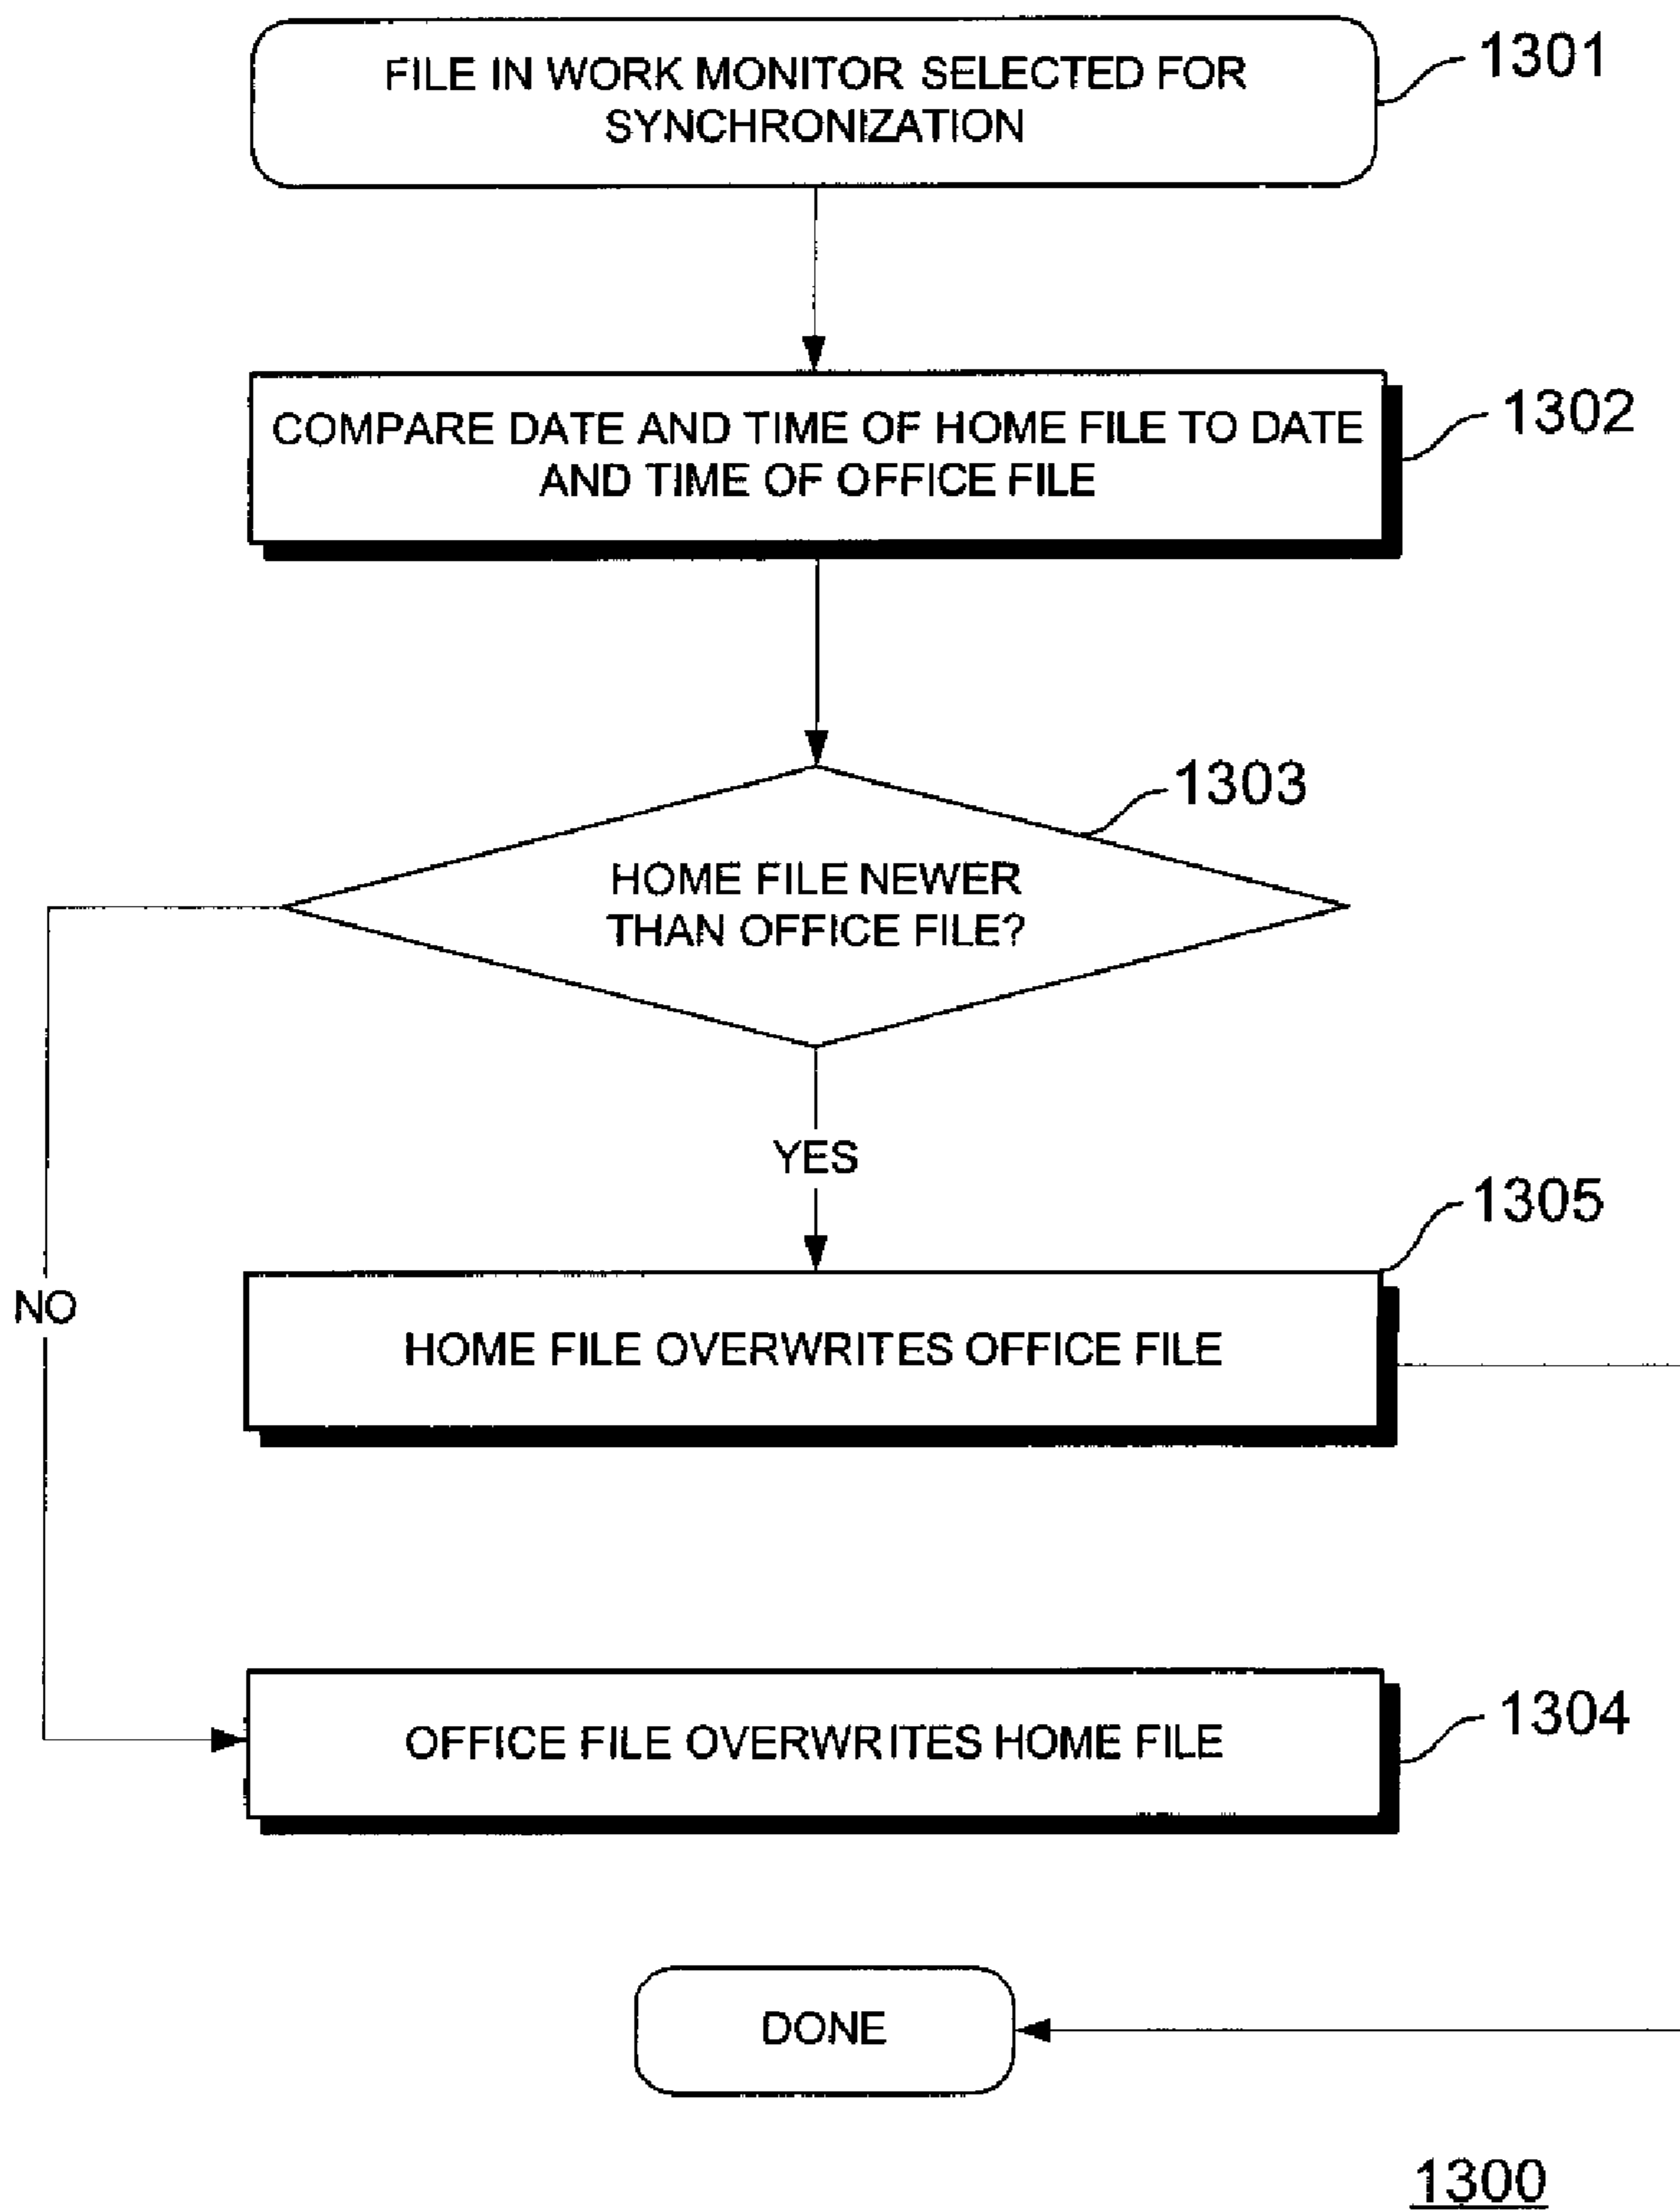 FILE IN WORK MONITOR SELECTED FOR
SYNCHRONIZATION
1301
COMPARE DATE AND TIME OF HOME FILE TO DATE
AND TIME OF OFFICE FILE
1302
1303
HOME FILE NEWER
THAN OFFICE FILE?
YES
1305
NO
HOME FILE OVERWRITES OFFICE FILE
1304
OFFICE FILE OVERWRITES HOME FILE
DONE
1300